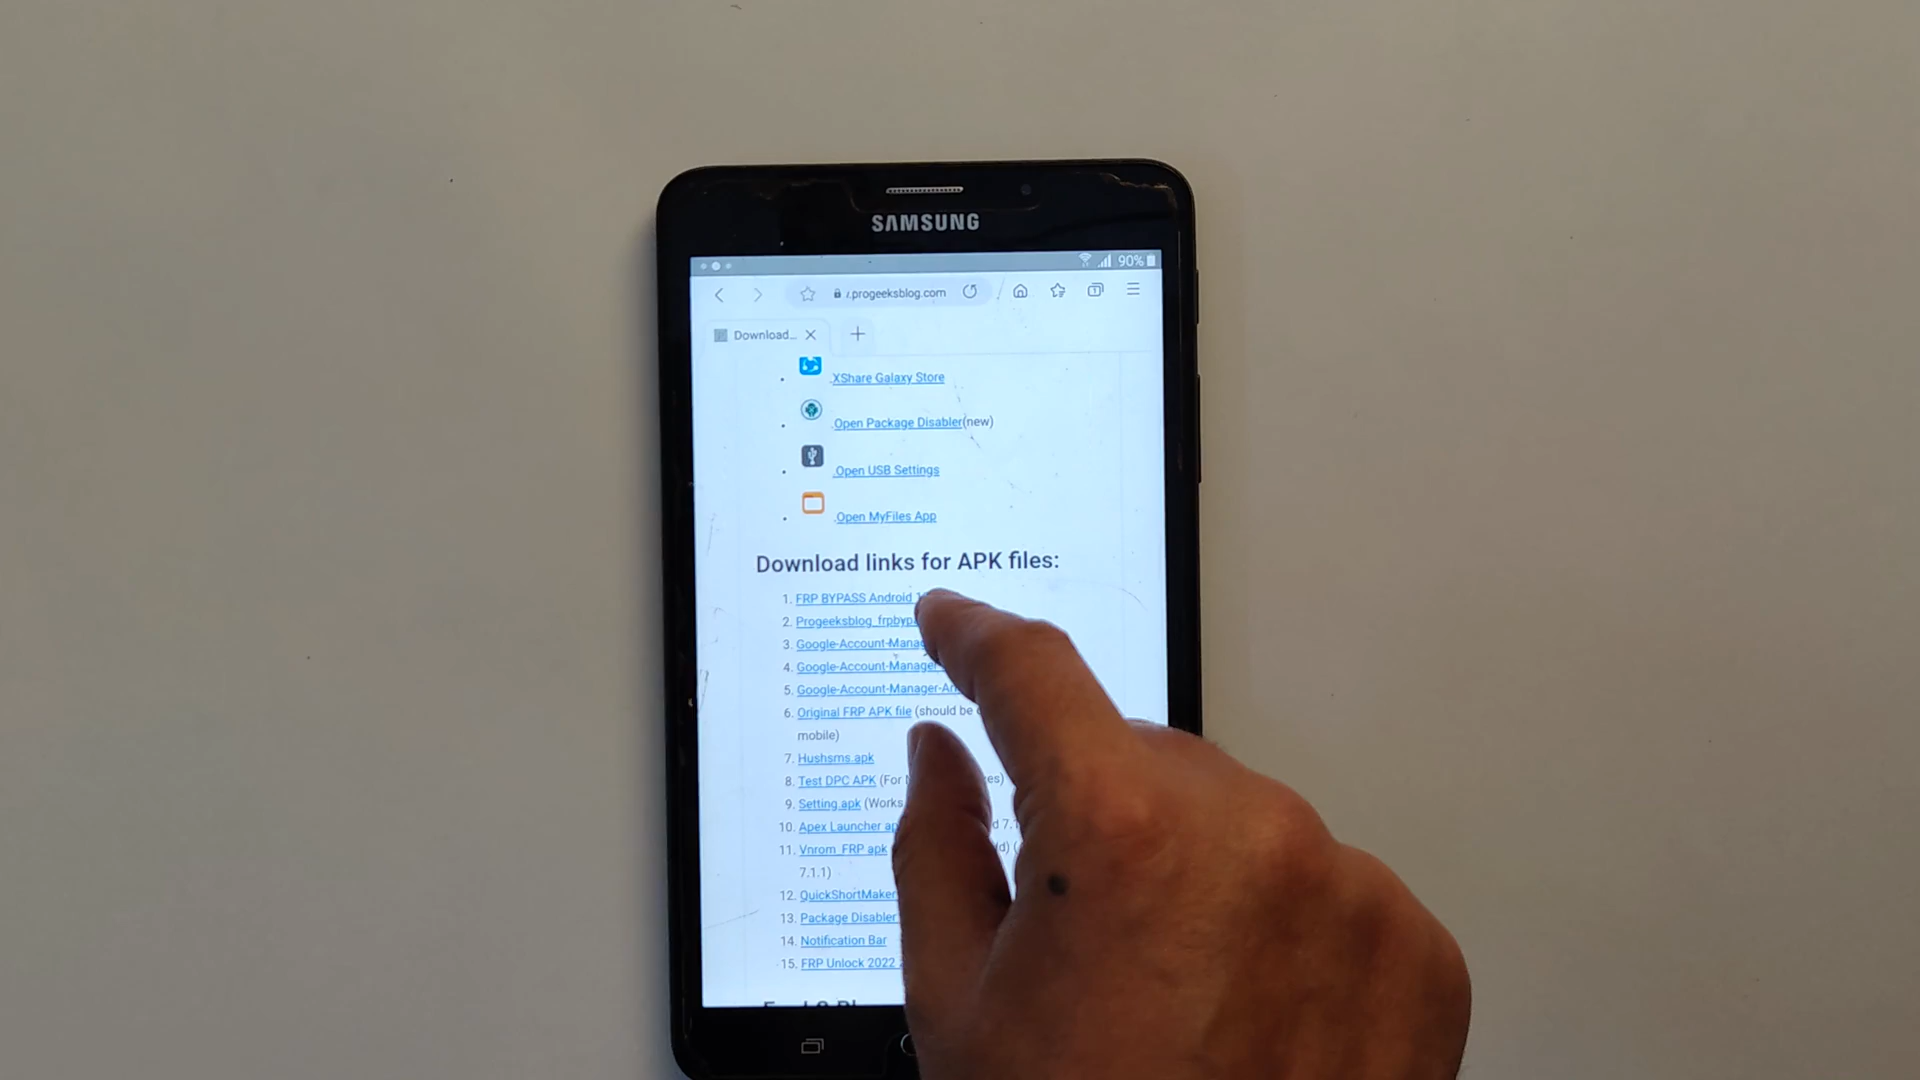 SAMSUNG
90%
.progeeksblog.com
1
Download...
.XShare Galaxy Store
.Open Package Disabler(new)
.Open USB Settings
.Open MyFiles App
Download links for APK files:
1. FRP BYPASS Android
2. Progeeksblog_frpbyp
3. Google-Account-Manag
4. Google-Account-Manager
5. Google-Account-Manager-An
6. Original FRP APK file (should be
mobile)
7. Hushsms.apk
8. Test DPC APK (For
9. Setting.apk (Works
10. Apex Launcher ap d 7.1
11. Vnrom_FRP apk
7.1.1)
12. QuickShortMaker
13. Package Disabler
14. Notification Bar
15. FRP Unlock 2022